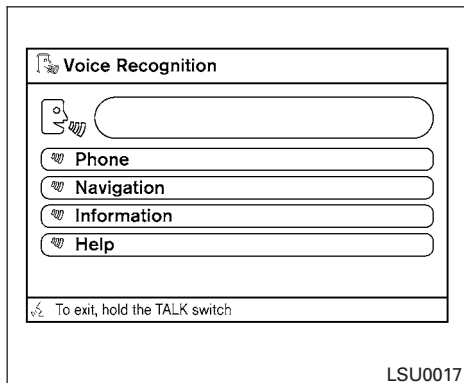 Voice Recognition
Phone
Navigation
Information
Help
To exit, hold the TALK switch
LSU0017